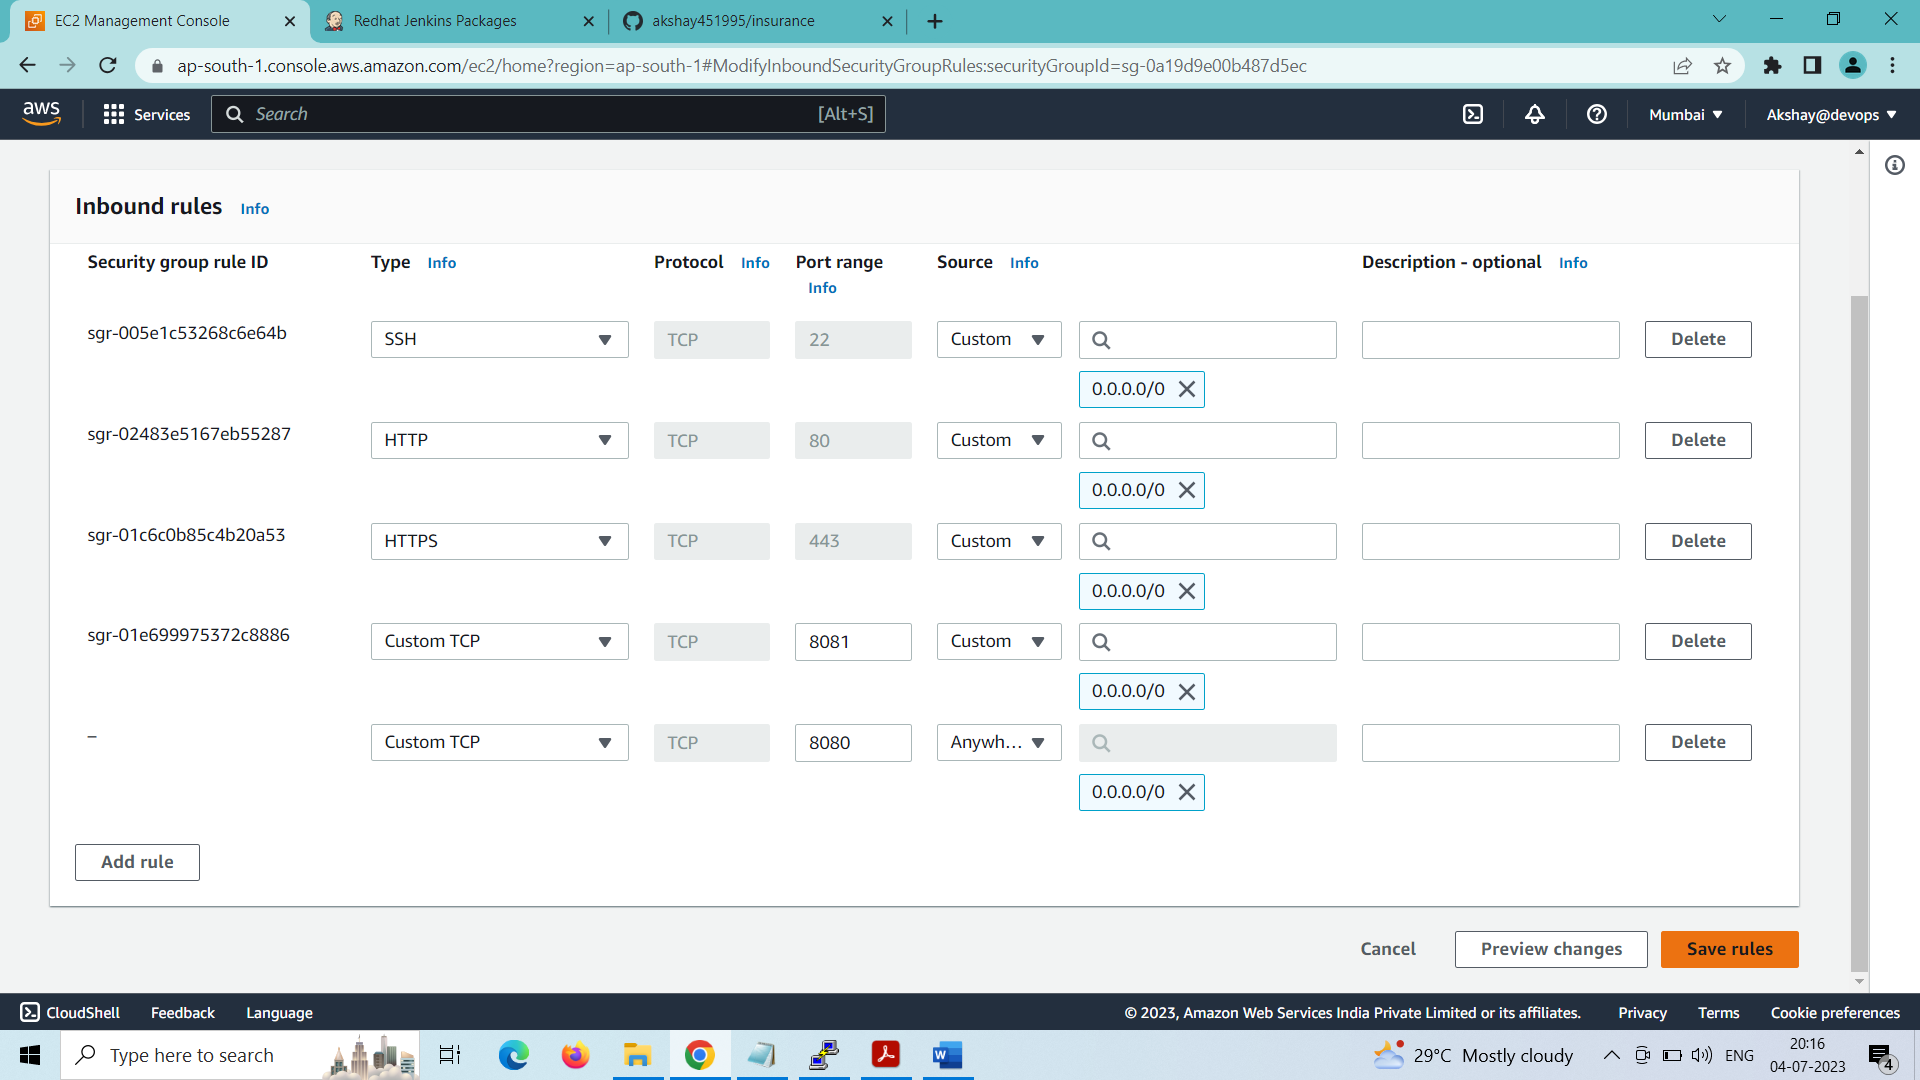 EC2 Management Console
Redhat Jenkins Packages
akshay451995/insurance
ap-south-1.console.aws.amazon.com/ec2/home?region=ap-south-1#ModifyInboundSecurityGroupRules:securityGroupId=sg-0a19d9e00b487d5ec
aws Services Search [Alt+S] Mumbai Akshay@devops
Inbound rules Info
Security group rule ID Type Info Protocol Info Port range Source Info Description - optional Info
Info
sgr-005e1c53268c6e64b SSH TCP 22 Custom Delete
0.0.0.0/0
sgr-02483e5167eb55287 HTTP TCP 80 Custom Delete
0.0.0.0/0
sgr-01c6c0b85c4b20a53 HTTPS TCP 443 Custom Delete
0.0.0.0/0
sgr-01e699975372c8886 Custom TCP TCP 8081 Custom Delete
0.0.0.0/0
– Custom TCP TCP 8080 Anywh... Delete
0.0.0.0/0
Add rule
Cancel Preview changes Save rules
CloudShell Feedback Language © 2023, Amazon Web Services India Private Limited or its affiliates. Privacy Terms Cookie preferences
Type here to search 29°C Mostly cloudy ENG 20:16
04-07-2023 4